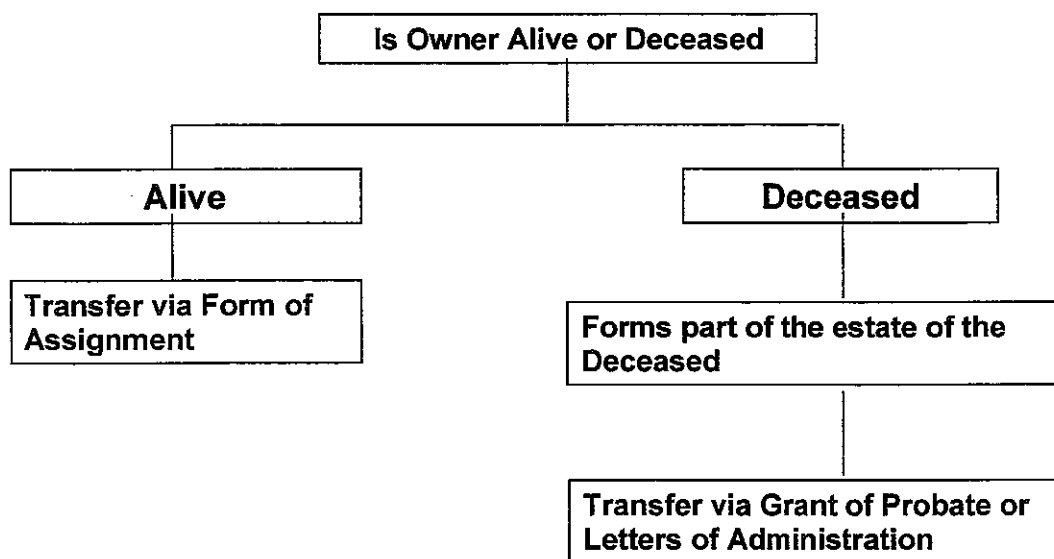 Is Owner Alive or Deceased
Alive
Deceased
Transfer via Form of
Assignment
Forms part of the estate of the
Deceased
Transfer via Grant of Probate or
Letters of Administration